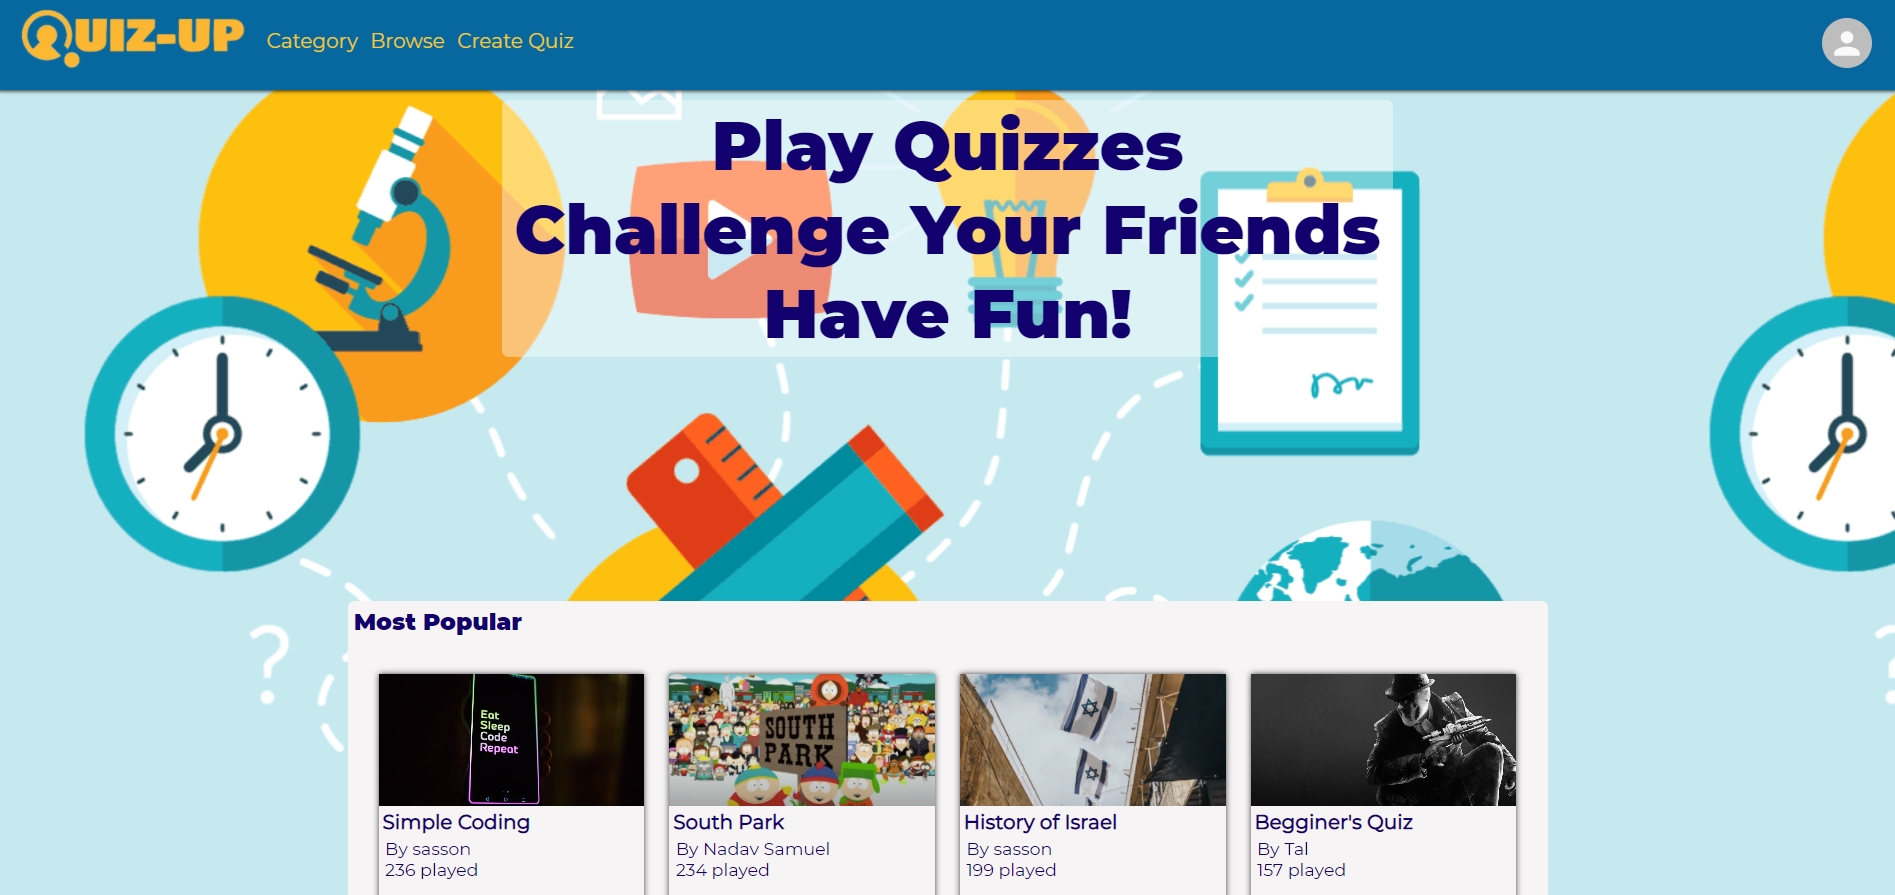 QUIZ-UP
Category Browse Create Quiz
Play Quizzes
Challenge Your Friends
Have Fun!
Most Popular
Eat
Sleep
Code
Repeat
SOUTH
PARK
Simple Coding
By sasson
236 played
South Park
By Nadav Samuel
234 played
History of Israel
By sasson
199 played
Begginer's Quiz
By Tal
157 played